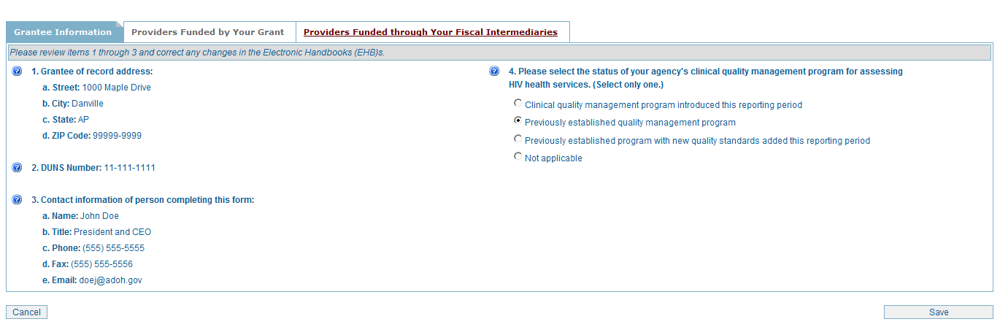 Grantee Information
Providers Funded by Your Grant
Providers Funded through Your Fiscal Intermediaries
Please review items 1 through 3 and correct any changes in the Electronic Handbooks (EHB)s.
1. Grantee of record address:
a. Street: 1000 Maple Drive
b. City: Danville
c. State: AP
d. ZIP Code: 99999-9999
2. DUNS Number: 11-111-1111
3. Contact information of person completing this form:
a. Name: John Doe
b. Title: President and CEO
c. Phone: (555) 555-5555
d. Fax: (555) 555-5556
e. Email: doej@adoh.gov
4. Please select the status of your agency's clinical quality management program for assessing
HIV health services. (Select only one.)
Clinical quality management program introduced this reporting period
Previously established quality management program
Previously established program with new quality standards added this reporting period
Not applicable
Cancel
Save